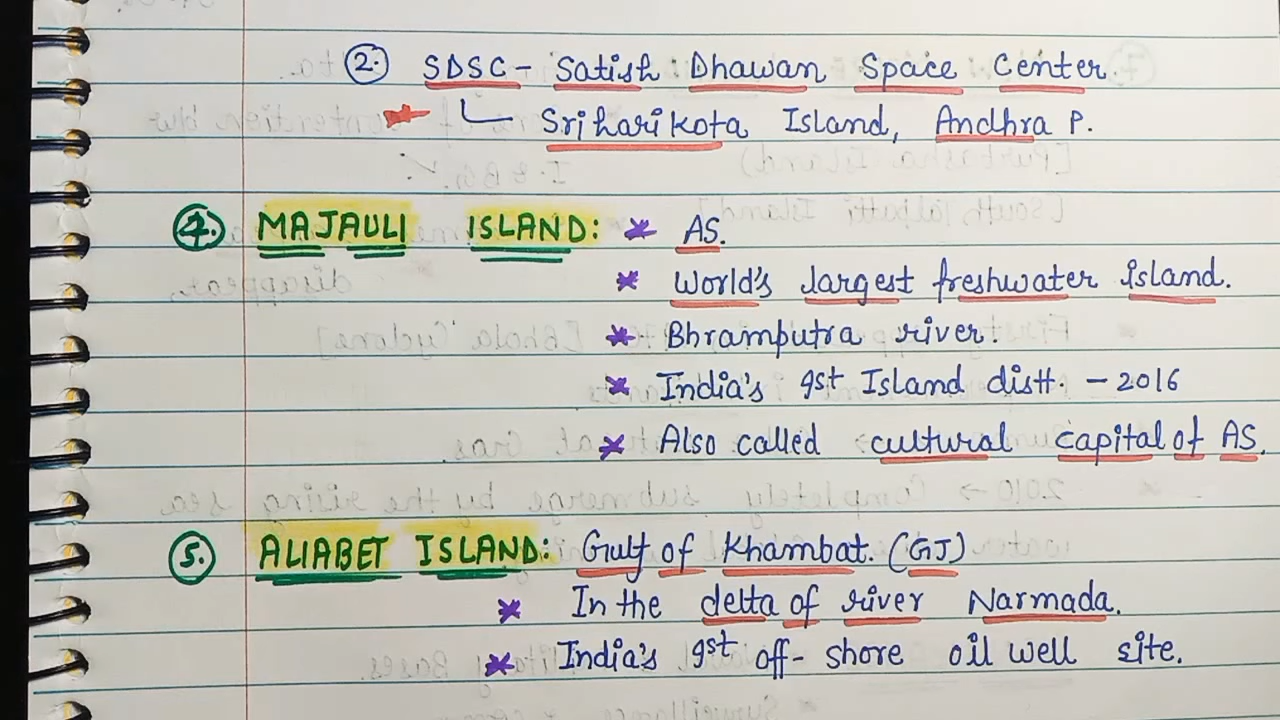 2. SDSC - Satish Dhawan Space Center
Sriharikota Island, Andhra P.
4. MAJAULI ISLAND: * AS.
* World's largest freshwater island.
* Bhramputra river.
* India's 1st Island distt. - 2016
* Also called cultural capital of AS.
5. ALIABET ISLAND: Gulf of Khambat. (GJ)
* In the delta of river Narmada.
* India's 1st off-shore oil well site.